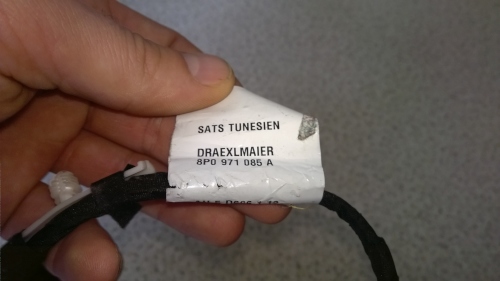 SATS TUNESIEN
DRAEXLMAIER
8P0 971 085 A